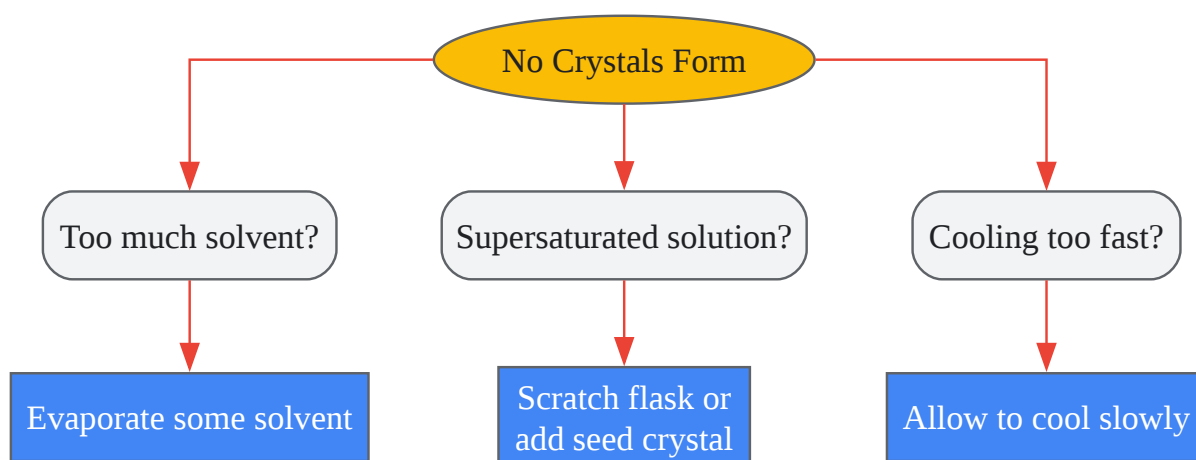 No Crystals Form
Too much solvent?
Supersaturated solution?
Cooling too fast?
Evaporate some solvent
Scratch flask or
add seed crystal
Allow to cool slowly